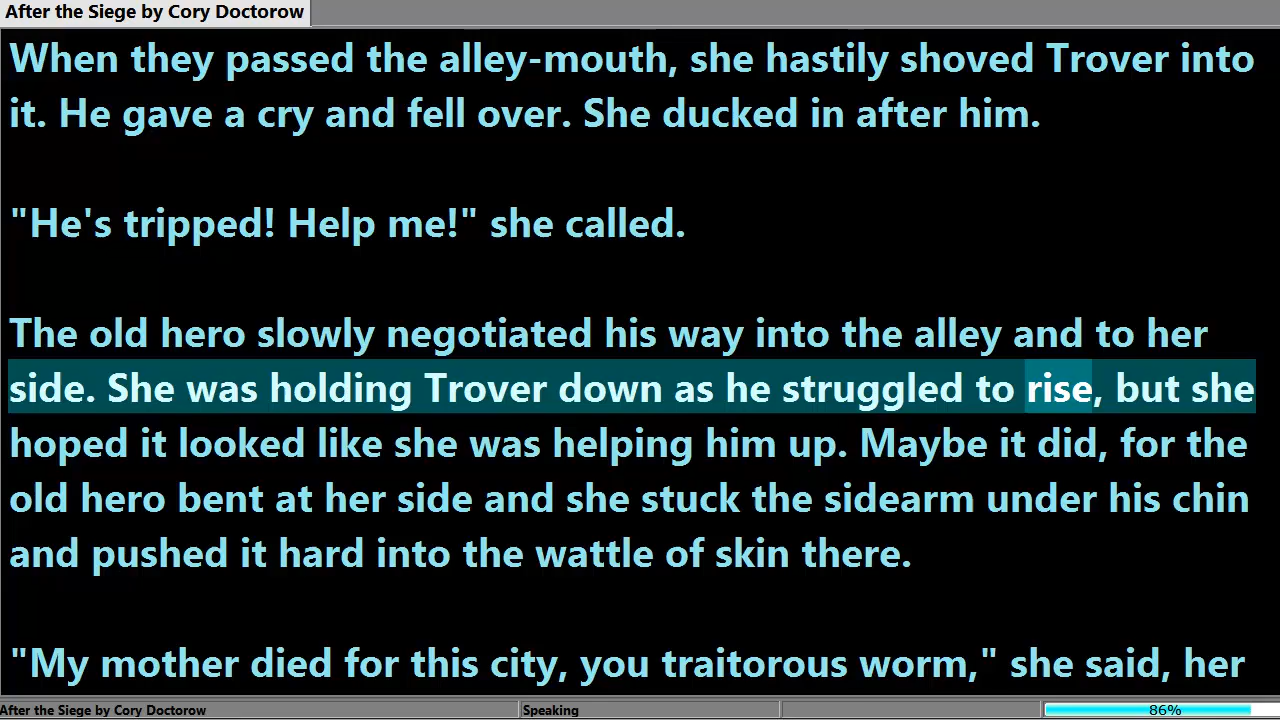 After the Siege by Cory Doctorow
When they passed the alley-mouth, she hastily shoved Trover into
it. He gave a cry and fell over. She ducked in after him.
"He's tripped! Help me!" she called.
The old hero slowly negotiated his way into the alley and to her
side. She was holding Trover down as he struggled to rise, but she
hoped it looked like she was helping him up. Maybe it did, for the
old hero bent at her side and she stuck the sidearm under his chin
and pushed it hard into the wattle of skin there.
"My mother died for this city, you traitorous worm," she said, her
After the Siege by Cory Doctorow
Speaking
86%